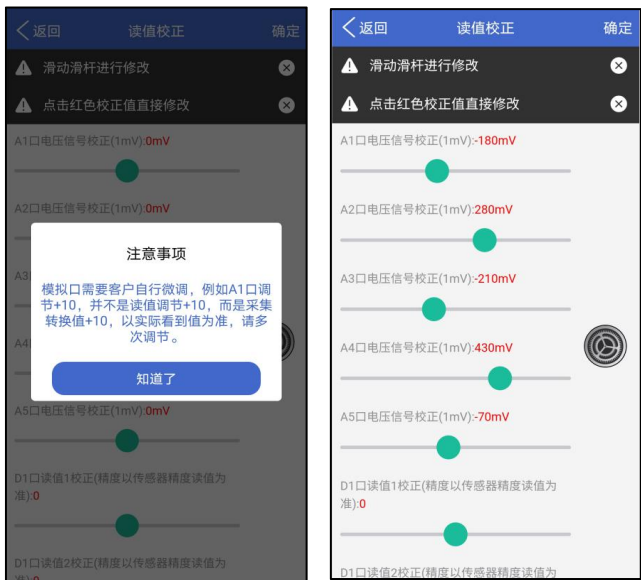 返回
读值校正
确定
滑动滑杆进行修改
点击红色校正值直接修改
A1口电压信号校正(1mV):0mV
A2口电压信号校正(1mV):0mV
A3
注意事项
模拟口需要客户自行微调，例如A1口调
节+10，并不是读值调节+10，而是采集
转换值+10，以实际看到值为准，请多
次调节。
A4
知道了
A5口电压信号校正(1mV):0mV
D1口读值1校正(精度以传感器精度读值为
准):0
D1口读值2校正(精度以传感器精度读值为
准):0
返回
读值校正
确定
滑动滑杆进行修改
点击红色校正值直接修改
A1口电压信号校正(1mV):-180mV
A2口电压信号校正(1mV):280mV
A3口电压信号校正(1mV):-210mV
A4口电压信号校正(1mV):430mV
A5口电压信号校正(1mV):-70mV
D1口读值1校正(精度以传感器精度读值为
准):0
D1口读值2校正(精度以传感器精度读值为